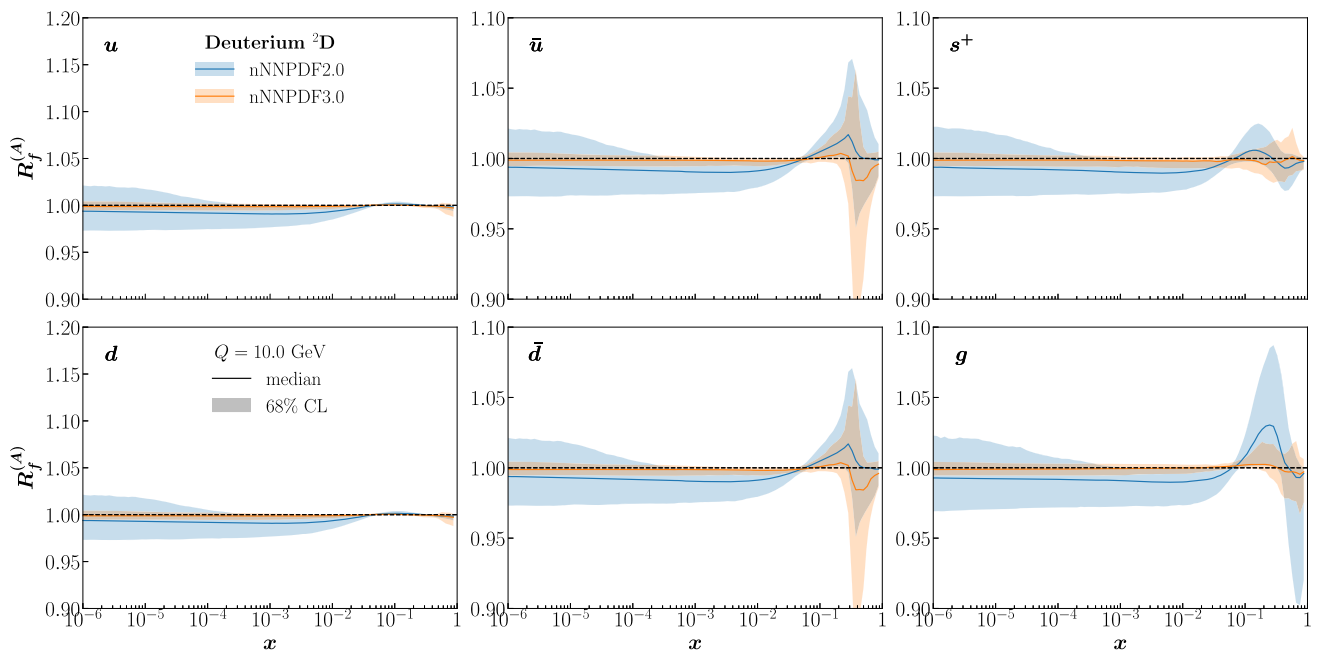 u
Deuterium ²D
nNNPDF2.0
nNNPDF3.0
1.20
1.15
1.10
1.05
1.00
0.95
0.90
R_f^(A)
ū
1.10
1.05
1.00
0.95
0.90
s⁺
1.10
1.05
1.00
0.95
0.90
d
Q = 10.0 GeV
median
68% CL
1.20
1.15
1.10
1.05
1.00
0.95
0.90
R_f^(A)
10⁻⁶ 10⁻⁵ 10⁻⁴ 10⁻³ 10⁻² 10⁻¹ 1
x
d̄
1.10
1.05
1.00
0.95
0.90
10⁻⁶ 10⁻⁵ 10⁻⁴ 10⁻³ 10⁻² 10⁻¹ 1
x
g
1.10
1.05
1.00
0.95
0.90
10⁻⁶ 10⁻⁵ 10⁻⁴ 10⁻³ 10⁻² 10⁻¹ 1
x